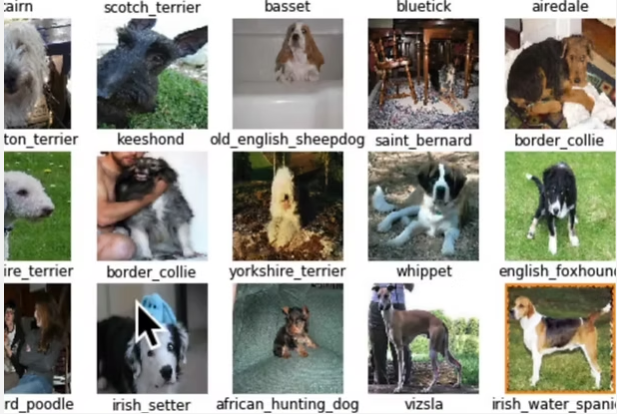 cairn scotch_terrier basset bluetick airedale
ton_terrier keeshond old_english_sheepdog saint_bernard border_collie
ire_terrier border_collie yorkshire_terrier whippet english_foxhoun
rd_poodle irish_setter african_hunting_dog vizsla irish_water_spani